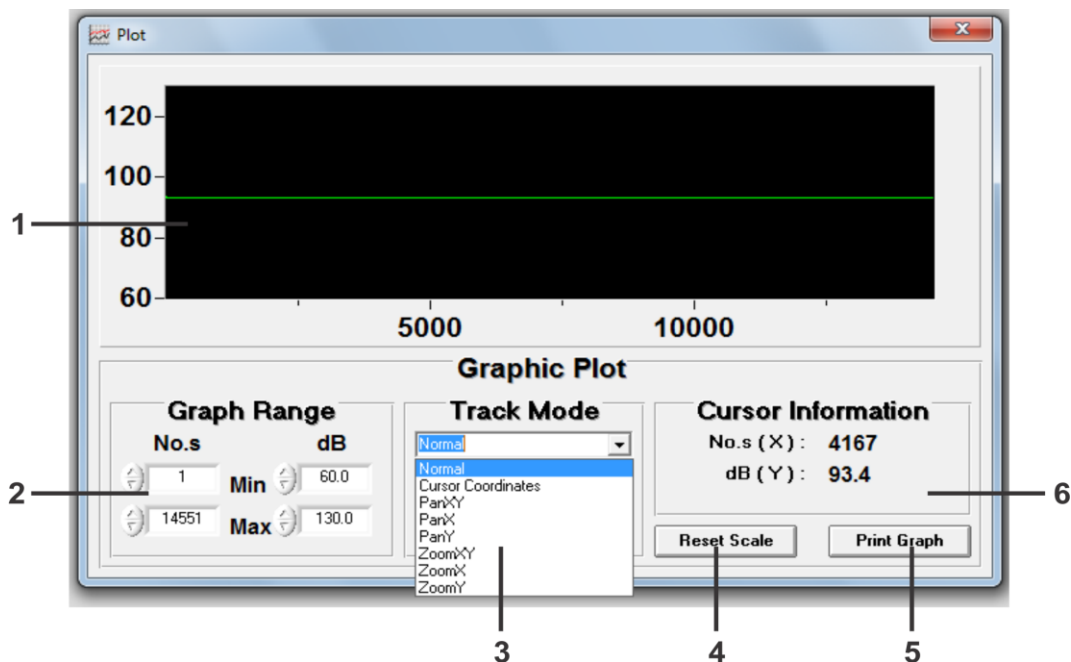 Plot
x
120
100
80
60
5000
10000
Graphic Plot
Graph Range
No.s dB
1 Min 60.0
14551 Max 130.0
Track Mode
Normal
Normal
Cursor Coordinates
PanXY
PanX
PanY
ZoomXY
ZoomX
ZoomY
Cursor Information
No.s ( X ) : 4167
dB ( Y ) : 93.4
Reset Scale
Print Graph
1
2
3
4
5
6